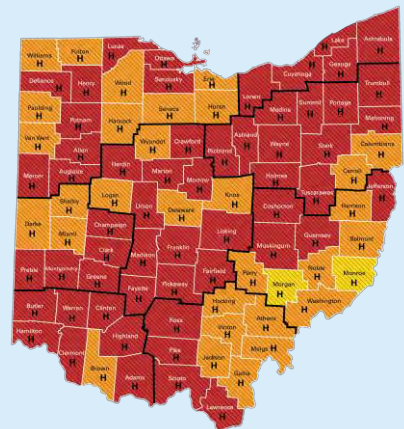 Williams H
Fulton H
Lucas H
Ottawa H
Lake H
Ashtabula H
Geauga H
Cuyahoga H
Defiance H
Henry H
Wood H
Sandusky H
Erie H
Lorain H
Trumbull H
Paulding H
Putnam H
Hancock H
Seneca H
Huron H
Medina H
Summit H
Portage H
Mahoning H
Van Wert H
Allen H
Wyandot H
Crawford H
Richland H
Ashland H
Wayne H
Stark H
Columbiana H
Mercer H
Auglaize H
Hardin H
Marion H
Morrow H
Holmes H
Carroll H
Tuscarawas H
Jefferson H
Shelby H
Logan H
Union H
Delaware H
Knox H
Coshocton H
Harrison H
Darke H
Miami H
Champaign H
Licking H
Muskingum H
Guernsey H
Belmont H
Clark H
Madison H
Franklin H
Preble H
Montgomery H
Greene H
Fayette H
Pickaway H
Fairfield H
Perry H
Morgan H
Noble H
Monroe H
Butler H
Warren H
Clinton H
Ross H
Hocking H
Athens H
Washington H
Hamilton H
Clermont H
Highland H
Pike H
Vinton H
Meigs H
Brown H
Adams H
Scioto H
Jackson H
Gallia H
Lawrence H